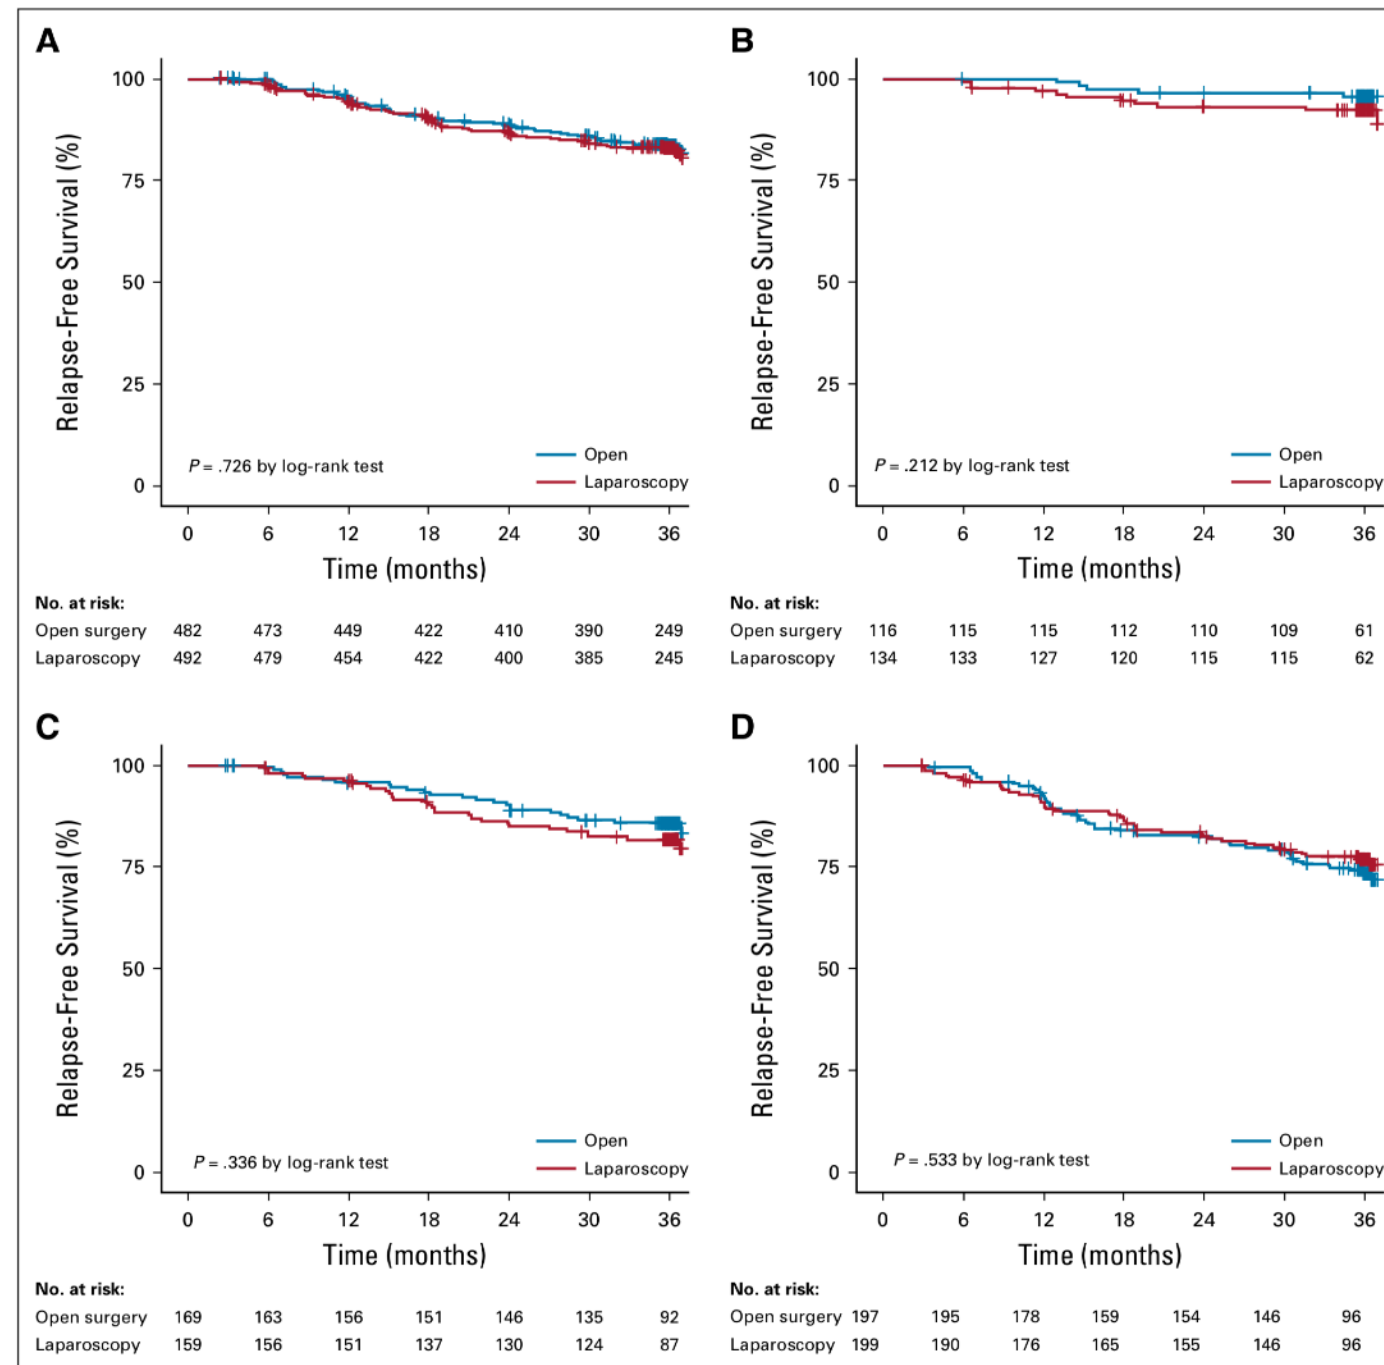 A
Relapse-Free Survival (%)
100
75
50
25
0
P = .726 by log-rank test
Open
Laparoscopy
0 6 12 18 24 30 36
Time (months)
No. at risk:
Open surgery 482 473 449 422 410 390 249
Laparoscopy 492 479 454 422 400 385 245
B
Relapse-Free Survival (%)
100
75
50
25
0
P = .212 by log-rank test
Open
Laparoscopy
0 6 12 18 24 30 36
Time (months)
No. at risk:
Open surgery 116 115 115 112 110 109 61
Laparoscopy 134 133 127 120 115 115 62
C
Relapse-Free Survival (%)
100
75
50
25
0
P = .336 by log-rank test
Open
Laparoscopy
0 6 12 18 24 30 36
Time (months)
No. at risk:
Open surgery 169 163 156 151 146 135 92
Laparoscopy 159 156 151 137 130 124 87
D
Relapse-Free Survival (%)
100
75
50
25
0
P = .533 by log-rank test
Open
Laparoscopy
0 6 12 18 24 30 36
Time (months)
No. at risk:
Open surgery 197 195 178 159 154 146 96
Laparoscopy 199 190 176 165 155 146 96